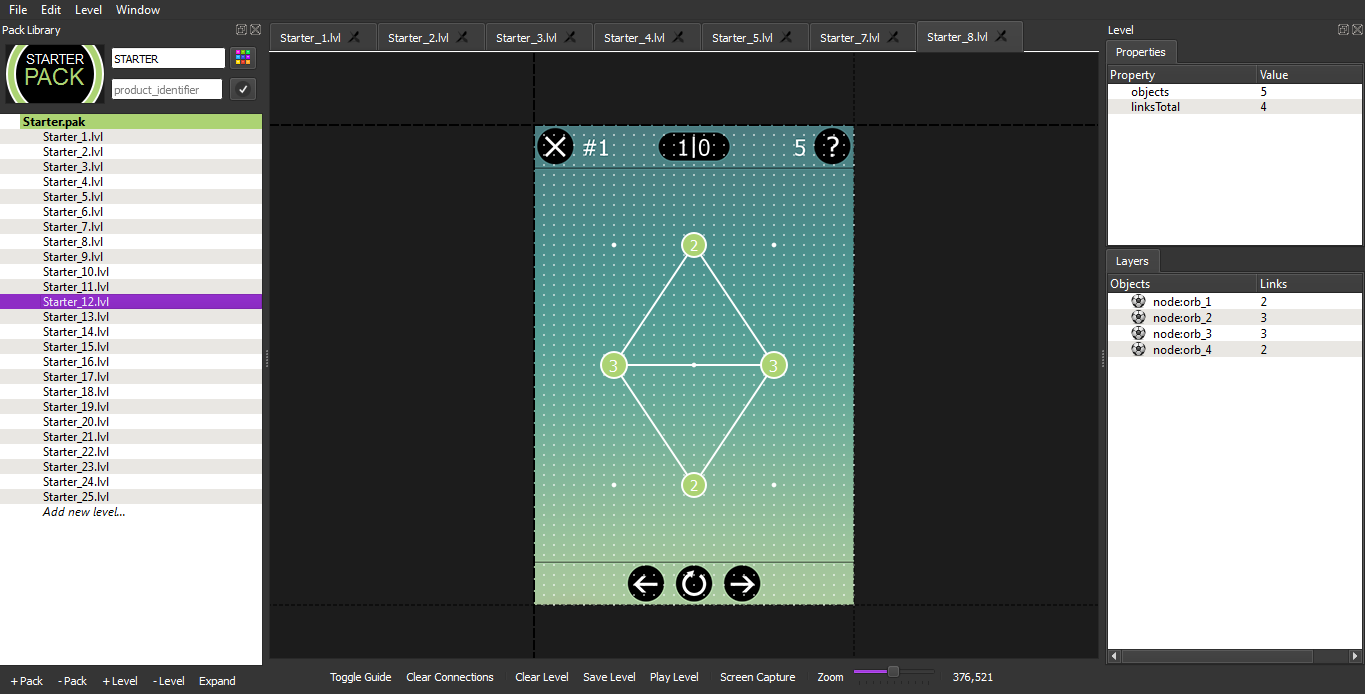 File Edit Level Window
Pack Library
STARTER
PACK
STARTER
product_identifier
Starter.pak
Starter_1.lvl
Starter_2.lvl
Starter_3.lvl
Starter_4.lvl
Starter_5.lvl
Starter_6.lvl
Starter_7.lvl
Starter_8.lvl
Starter_9.lvl
Starter_10.lvl
Starter_11.lvl
Starter_12.lvl
Starter_13.lvl
Starter_14.lvl
Starter_15.lvl
Starter_16.lvl
Starter_17.lvl
Starter_18.lvl
Starter_19.lvl
Starter_20.lvl
Starter_21.lvl
Starter_22.lvl
Starter_23.lvl
Starter_24.lvl
Starter_25.lvl
Add new level...
+Pack -Pack +Level -Level Expand
Starter_1.lvl Starter_2.lvl Starter_3.lvl Starter_4.lvl Starter_5.lvl Starter_7.lvl Starter_8.lvl
#1 1|0 5 ?
2
3 3
2
Toggle Guide Clear Connections Clear Level Save Level Play Level Screen Capture Zoom 376,521
Level
Properties
Property Value
objects 5
linksTotal 4
Layers
Objects Links
node:orb_1 2
node:orb_2 3
node:orb_3 3
node:orb_4 2